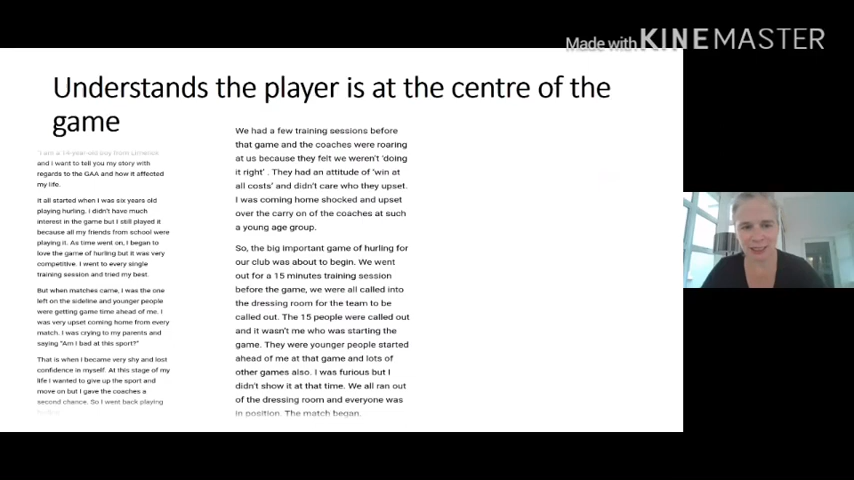 Made with KINEMASTER
Understands the player is at the centre of the
game
"I am a 14-year-old boy from Limerick
and I want to tell you my story with
regards to the GAA and how it affected
my life.
It all started when I was six years old
playing hurling, I didn't have much
interest in the game but I still played it
because all my friends from school were
playing it. As time went on, I began to
love the game of hurling but it was very
competitive. I went to every single
training session and tried my best.
But when matches came, I was the one
left on the sideline and younger people
were getting game time ahead of me. I
was very upset coming home from every
match. I was crying to my parents and
saying "Am I bad at this sport?"
That is when I became very shy and lost
confidence in myself. At this stage of my
life I wanted to give up the sport and
move on but I gave the coaches a
second chance. So I went back playing
We had a few training sessions before
that game and the coaches were roaring
at us because they felt we weren't 'doing
it right' . They had an attitude of 'win at
all costs' and didn't care who they upset.
I was coming home shocked and upset
over the carry on of the coaches at such
a young age group.
So, the big important game of hurling for
our club was about to begin. We went
out for a 15 minutes training session
before the game, we were all called into
the dressing room for the team to be
called out. The 15 people were called out
and it wasn't me who was starting the
game. They were younger people started
ahead of me at that game and lots of
other games also. I was furious but I
didn't show it at that time. We all ran out
of the dressing room and everyone was
in position. The match began.